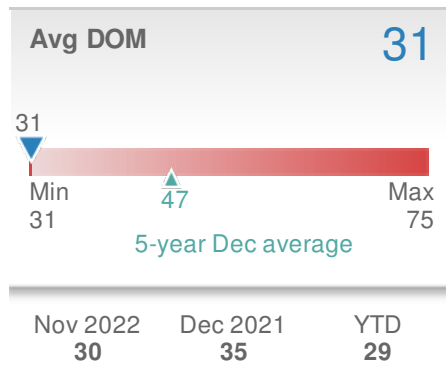 Avg DOM 31
31
Min Max
31 47 75
5-year Dec average
Nov 2022 Dec 2021 YTD
30 35 29